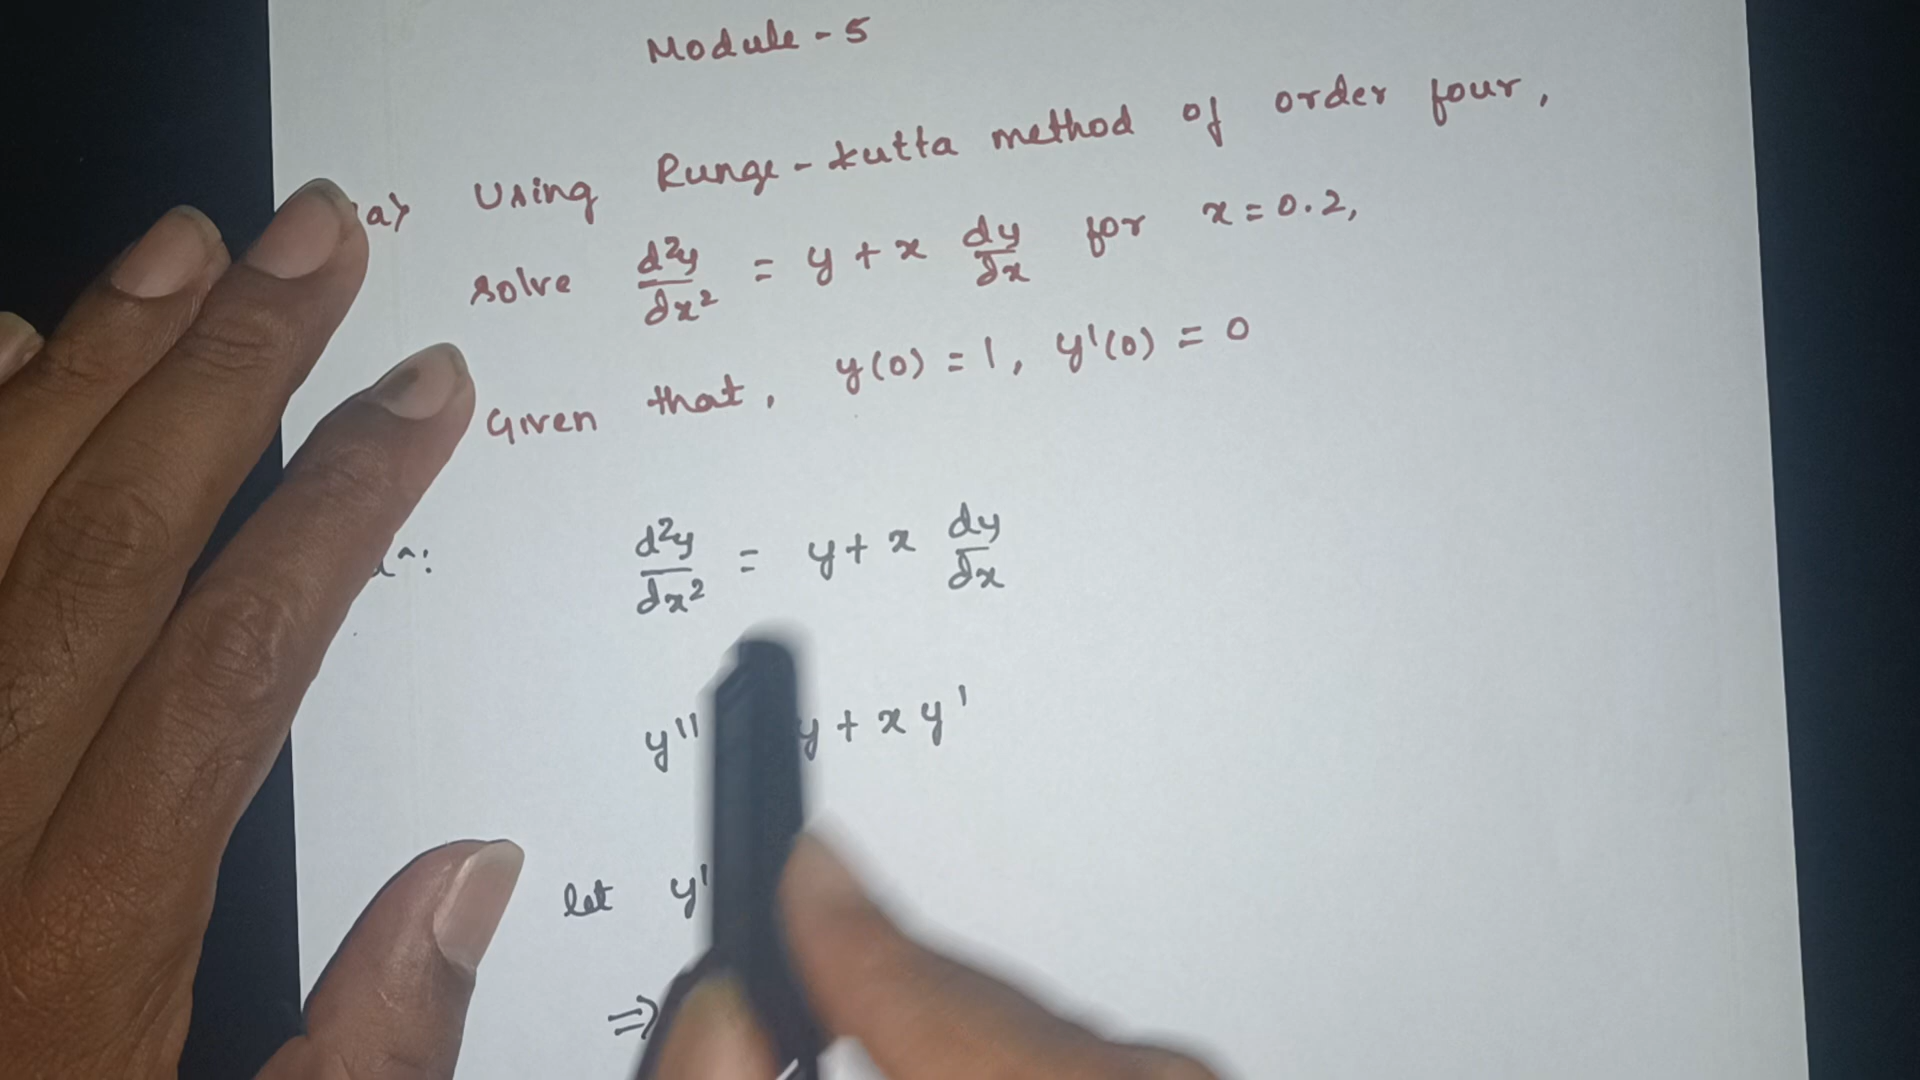 Module - 5
a) Using Runge - kutta method of order four,
solve d²y/dx² = y + x dy/dx for x = 0.2,
Given that, y(0) = 1, y'(0) = 0
d²y/dx² = y + x dy/dx
y'' y + x y'
let y'
⇒